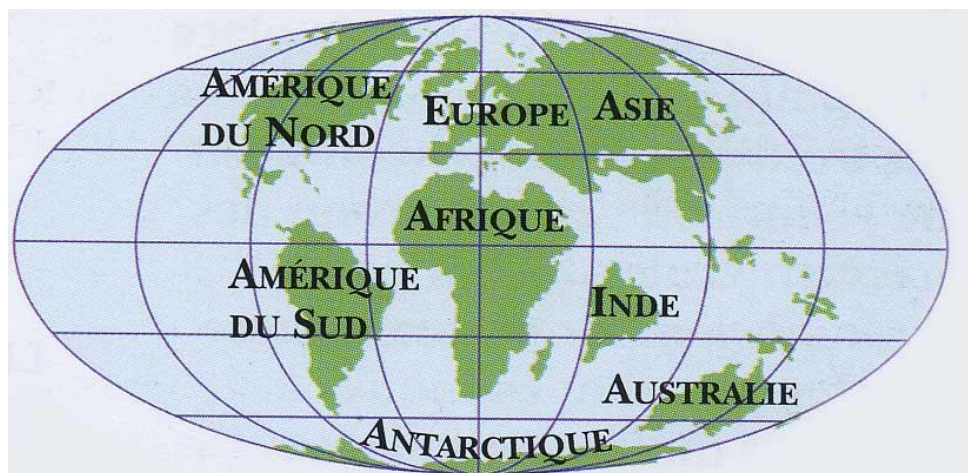 AMÉRIQUE
DU NORD
EUROPE
ASIE
AFRIQUE
AMÉRIQUE
DU SUD
INDE
AUSTRALIE
ANTARCTIQUE